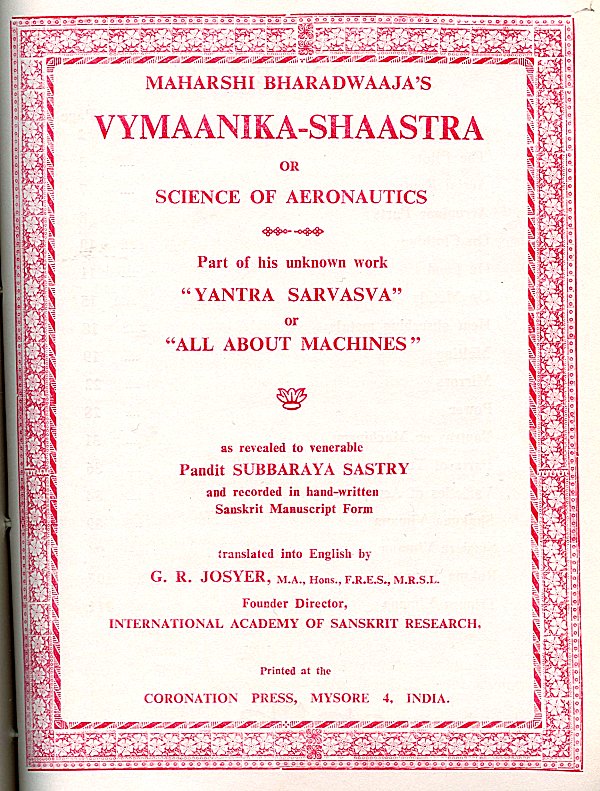 MAHARSHI BHARADWAAJA'S
VYMAANIKA-SHAASTRA
OR
SCIENCE OF AERONAUTICS
Part of his unknown work
“YANTRA SARVASVA”
or
“ALL ABOUT MACHINES”
as revealed to venerable
Pandit SUBBARAYA SASTRY
and recorded in hand-written
Sanskrit Manuscript Form
translated into English by
G. R. JOSYER, M.A., Hons., F.R.E.S., M.R.S.L.
Founder Director,
INTERNATIONAL ACADEMY OF SANSKRIT RESEARCH,
Printed at the
CORONATION PRESS, MYSORE 4, INDIA.